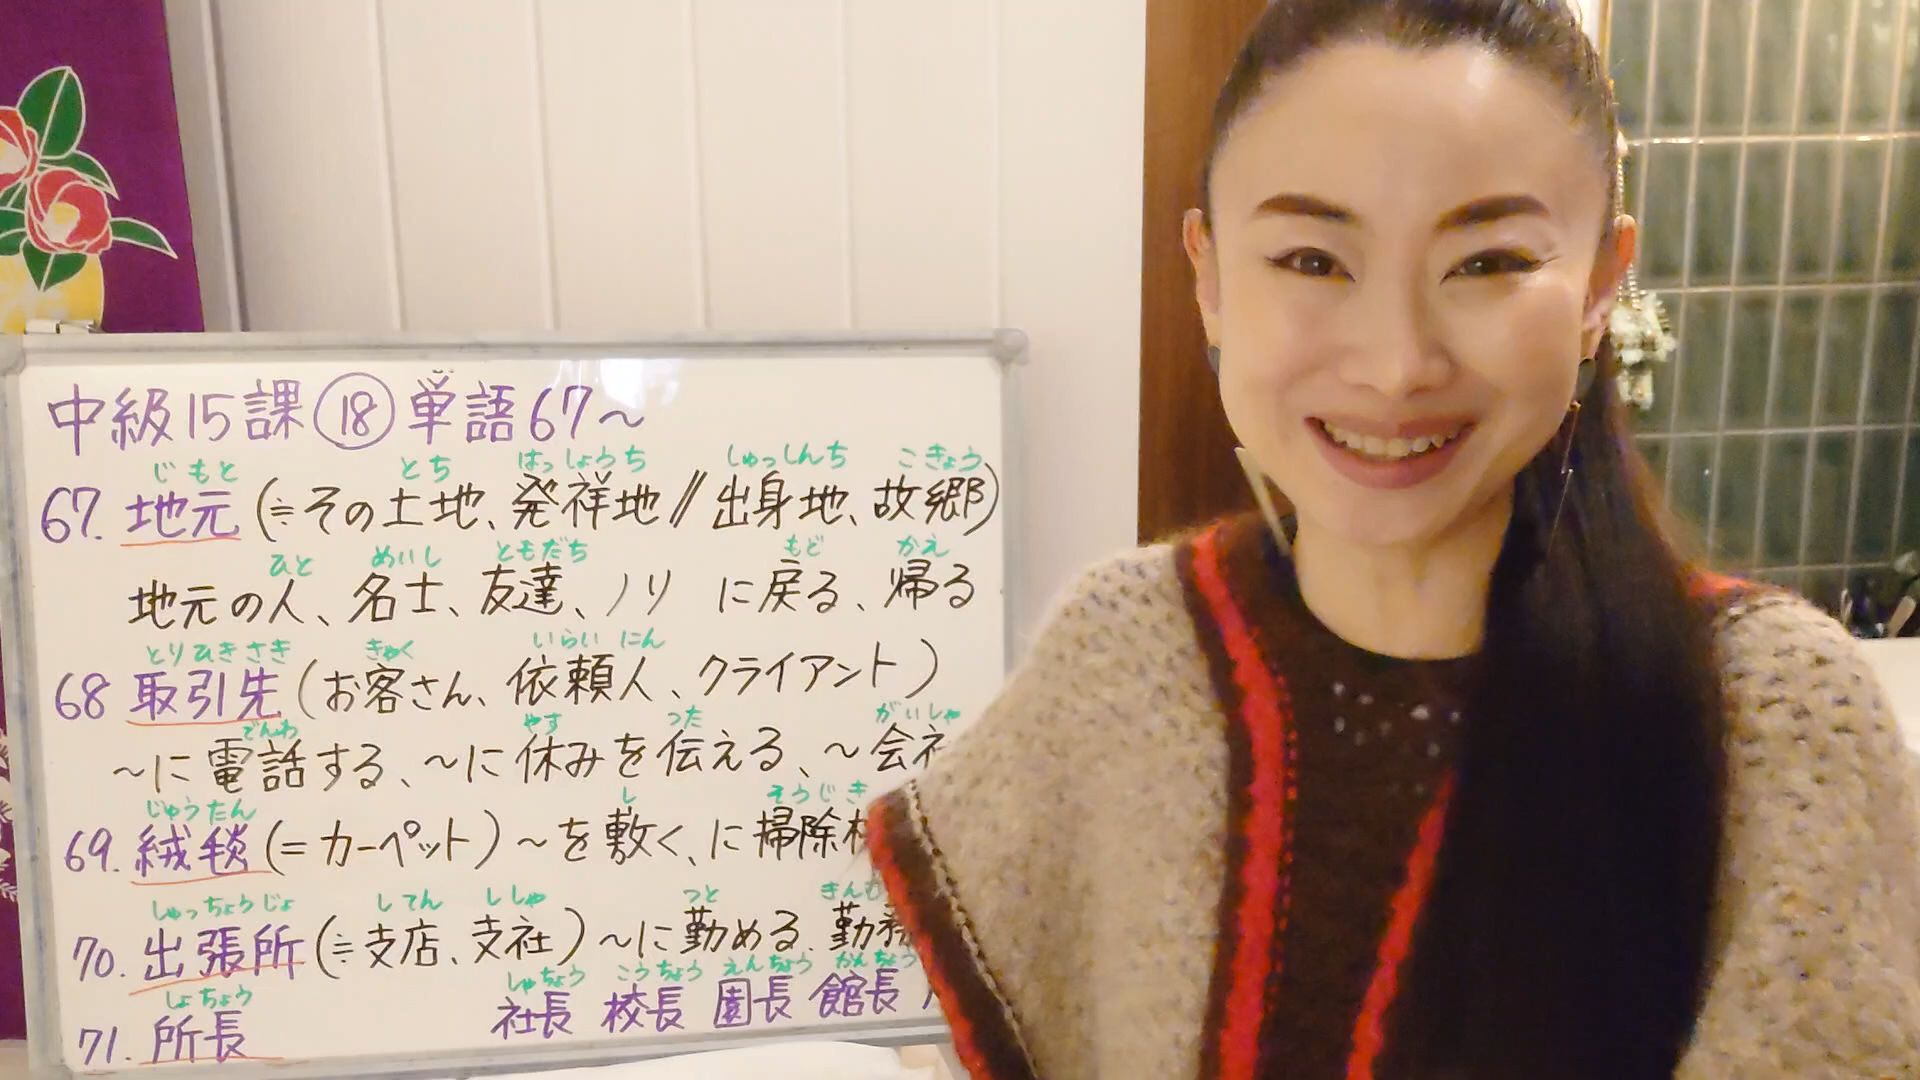 中級15課⑱単語67〜
じもと とち はっしょうち しゅっしんち こきょう
67. 地元(≒その土地、発祥地∥出身地、故郷)
ひと めいし ともだち もど かえ
地元の人、名士、友達、ノリ に戻る、帰る
とりひきさき きゃく いらいにん
68 取引先(お客さん、依頼人、クライアント)
でんわ やす つた がいしゃ
〜に電話する、〜に休みを伝える、〜会社
じゅうたん し そうじき
69. 絨毯(=カーペット)〜を敷く、に掃除
しゅっちょうじょ してん ししゃ つと きんむ
70. 出張所(≒支店、支社)〜に勤める、勤務
しょちょう しゃちょう こうちょう えんちょう かんちょう
71. 所長 社長 校長 園長 館長